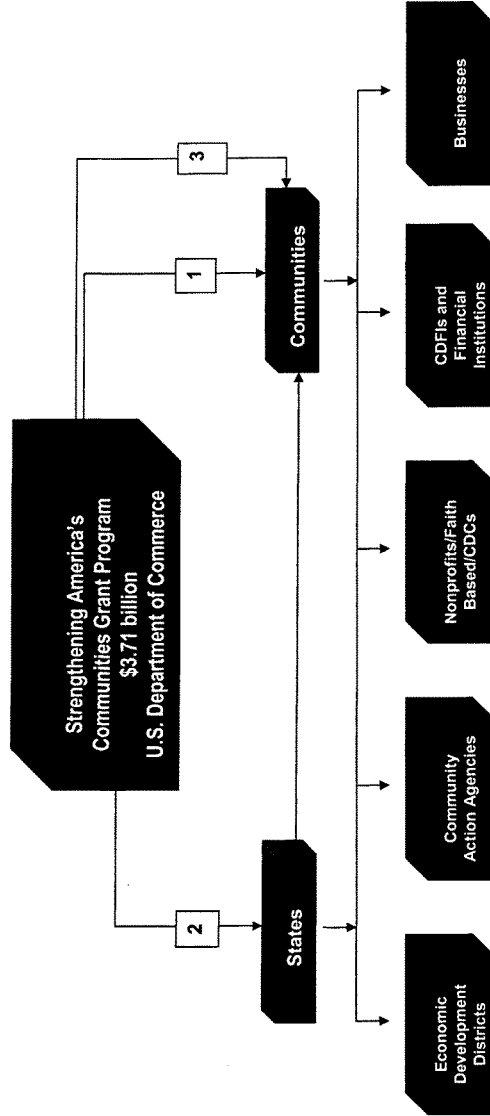 Strengthening America's
Communities Grant Program
$3.71 billion
U.S. Department of Commerce
2
1
3
States
Communities
Economic
Development
Districts
Community
Action Agencies
Nonprofits/Faith
Based/CDCs
CDFIs and
Financial
Institutions
Businesses